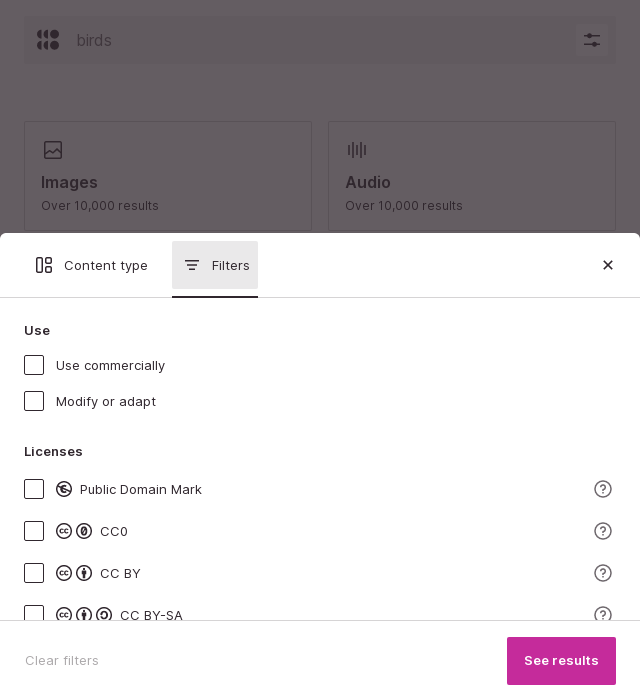 birds
Images
Over 10,000 results
Audio
Over 10,000 results
Content type
Filters
Use
Use commercially
Modify or adapt
Licenses
Public Domain Mark
CC0
CC BY
CC BY-SA
Clear filters
See results